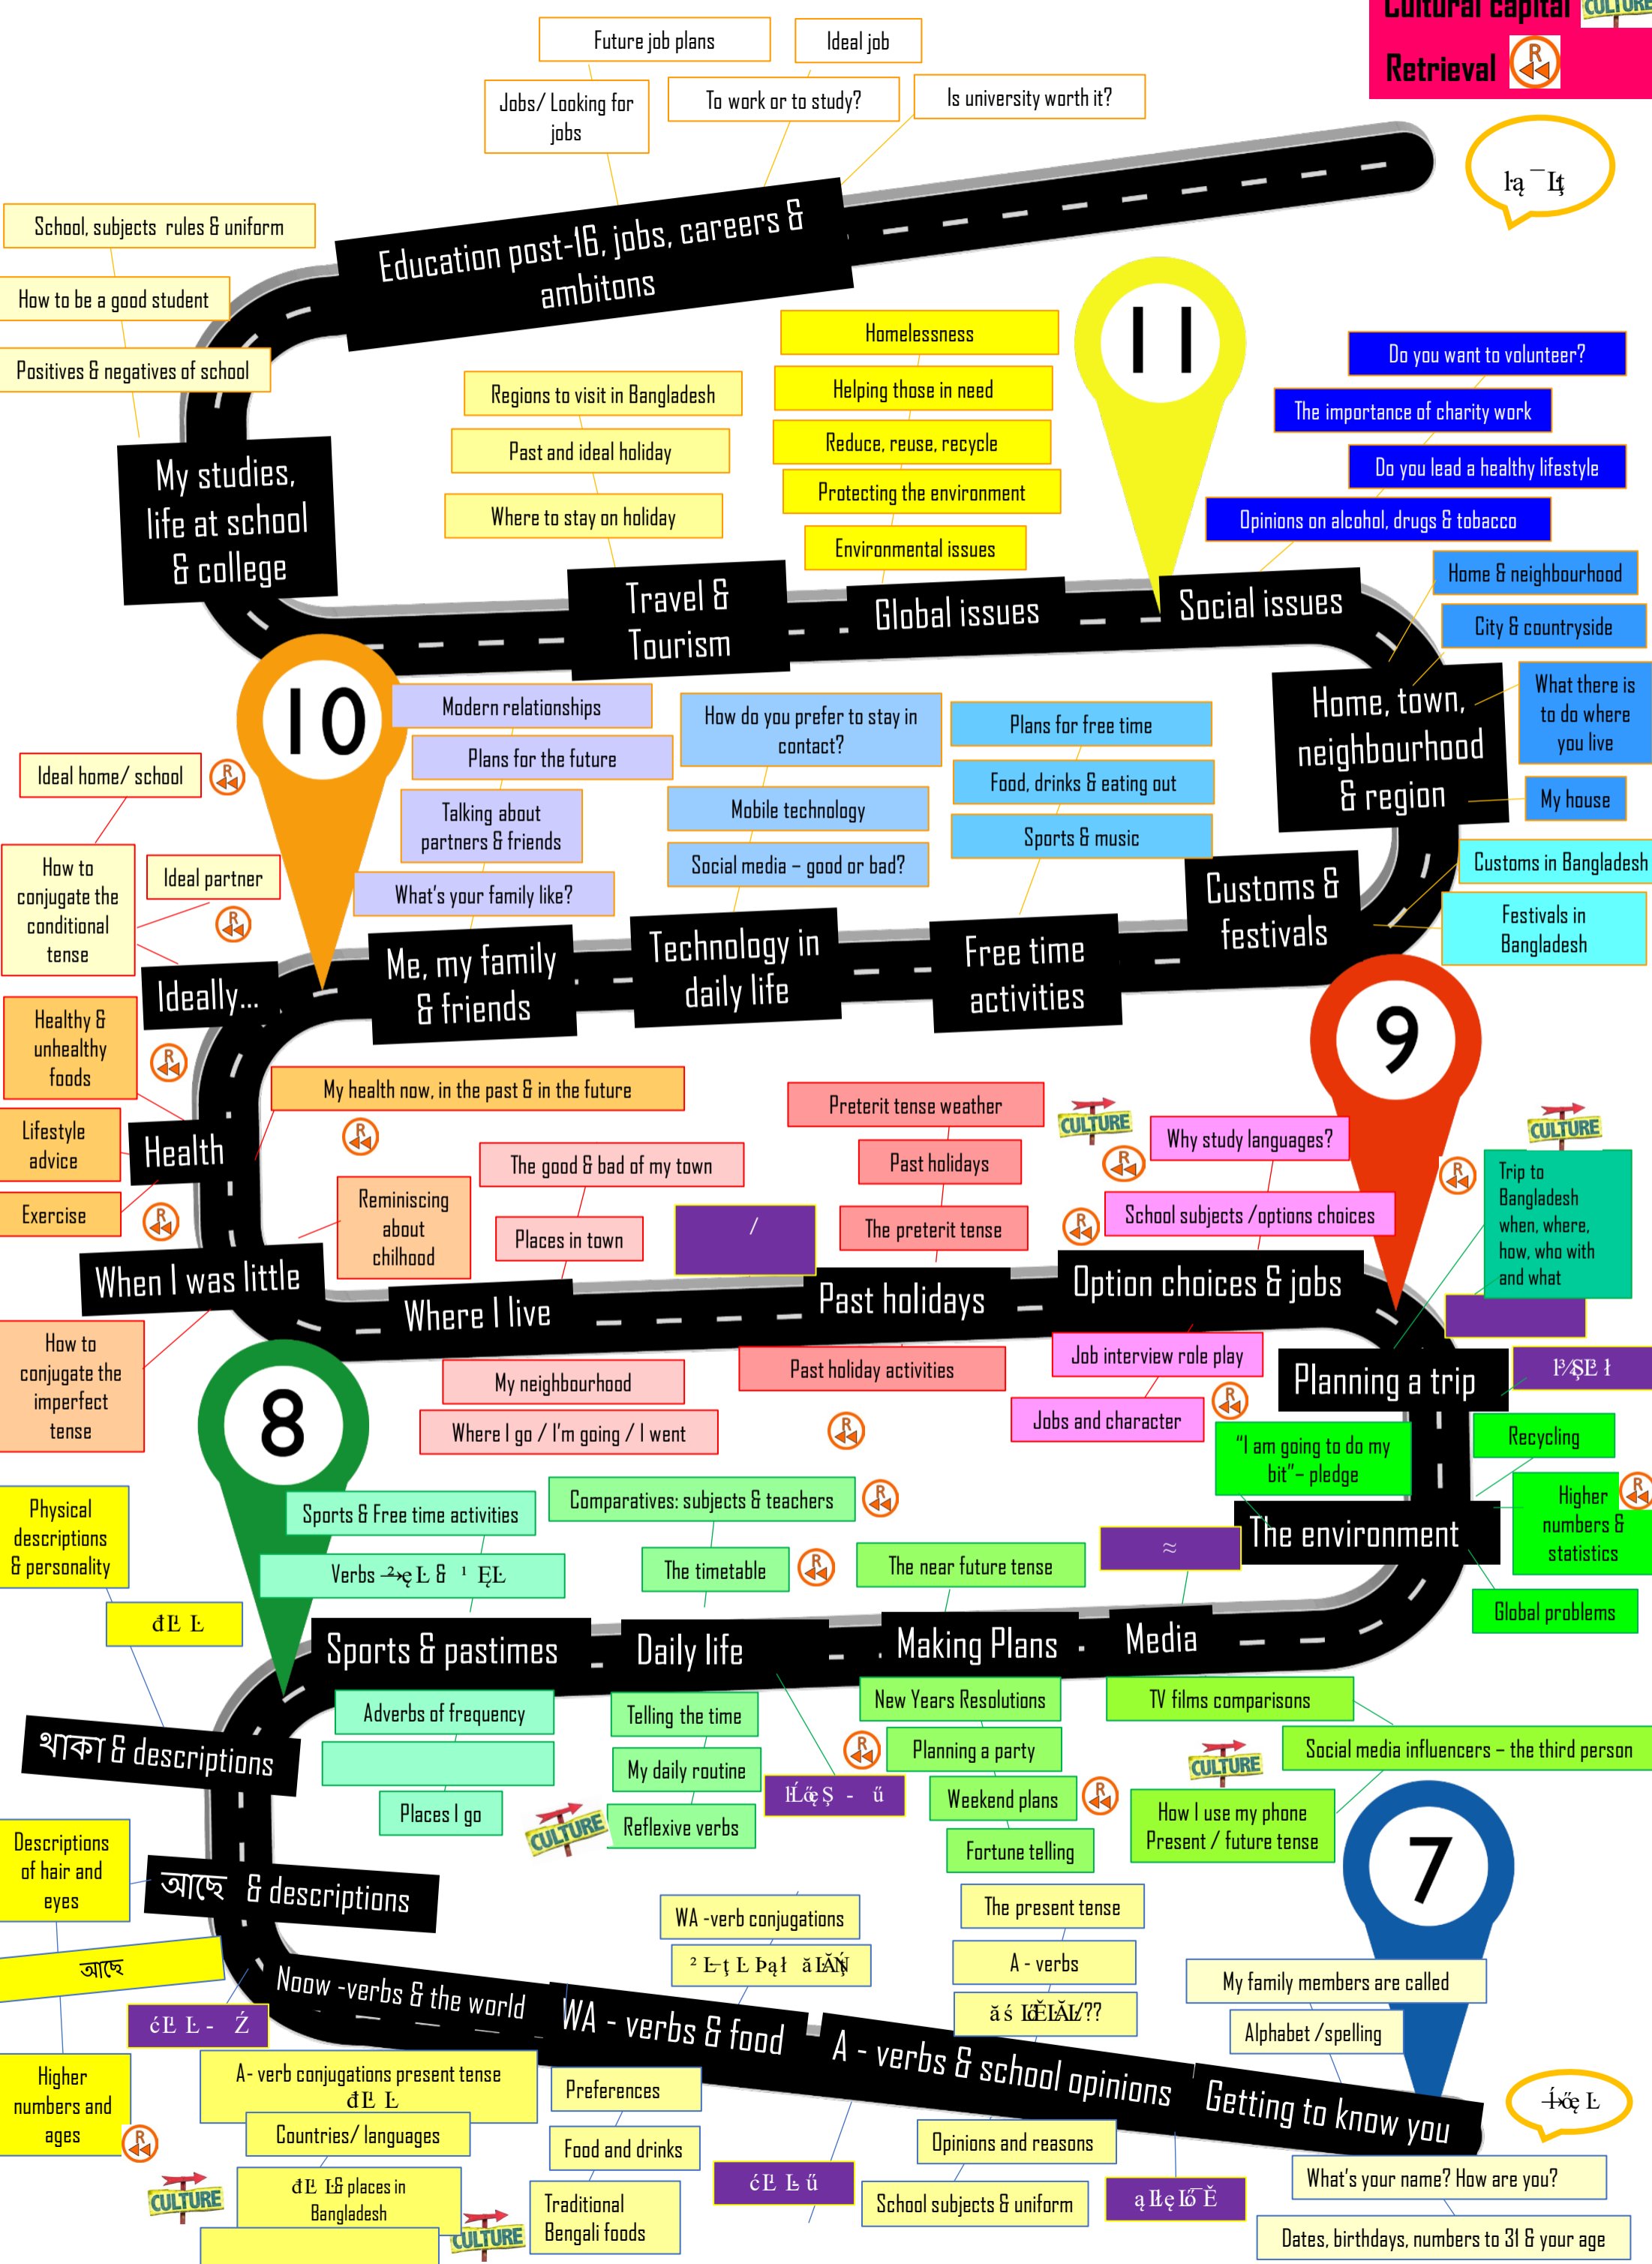 Cultural capital
CULTURE
Retrieval
R
Future job plans
Ideal job
Jobs/ Looking for
jobs
To work or to study?
Is university worth it?
School, subjects rules & uniform
How to be a good student
Positives & negatives of school
Education post-16, jobs, careers &
ambitons
11
Homelessness
Helping those in need
Reduce, reuse, recycle
Protecting the environment
Environmental issues
Regions to visit in Bangladesh
Past and ideal holiday
Where to stay on holiday
Do you want to volunteer?
The importance of charity work
Do you lead a healthy lifestyle
Opinions on alcohol, drugs & tobacco
My studies,
life at school
& college
Travel &
Tourism
Global issues
Social issues
Home & neighbourhood
City & countryside
What there is
to do where
you live
My house
Home, town,
neighbourhood
& region
10
Modern relationships
Plans for the future
Talking about
partners & friends
What's your family like?
How do you prefer to stay in
contact?
Mobile technology
Social media – good or bad?
Plans for free time
Food, drinks & eating out
Sports & music
Customs in Bangladesh
Festivals in
Bangladesh
Customs &
festivals
Ideal home/ school
R
How to
conjugate the
conditional
tense
Ideal partner
R
Ideally...
Me, my family
& friends
Technology in
daily life
Free time
activities
9
Healthy &
unhealthy
foods
R
Lifestyle
advice
Exercise
R
Health
My health now, in the past & in the future
R
Reminiscing
about
chilhood
The good & bad of my town
Places in town
/
Preterit tense weather
Past holidays
The preterit tense
CULTURE
R
R
Why study languages?
School subjects /options choices
R
CULTURE
Trip to
Bangladesh
when, where,
how, who with
and what
When I was little
Where I live
Past holidays
Option choices & jobs
Planning a trip
How to
conjugate the
imperfect
tense
8
My neighbourhood
Where I go / I'm going / I went
Past holiday activities
R
Job interview role play
Jobs and character
R
"I am going to do my
bit"– pledge
Recycling
Higher
numbers &
statistics
R
Global problems
The environment
Physical
descriptions
& personality
Sports & Free time activities
Verbs
&
Comparatives: subjects & teachers
R
The timetable
R
The near future tense
≈
Sports & pastimes
Daily life
Making Plans
Media
থাকা & descriptions
Adverbs of frequency
Places I go
CULTURE
Telling the time
My daily routine
Reflexive verbs
R
New Years Resolutions
Planning a party
Weekend plans
R
Fortune telling
TV films comparisons
Social media influencers – the third person
CULTURE
How I use my phone
Present / future tense
7
Descriptions
of hair and
eyes
আছে & descriptions
আছে
Higher
numbers and
ages
R
Noow -verbs & the world
WA - verbs & food
A - verbs & school opinions
Getting to know you
WA -verb conjugations
The present tense
A - verbs
My family members are called
Alphabet /spelling
A- verb conjugations present tense
Countries/ languages
& places in
Bangladesh
CULTURE
CULTURE
Preferences
Food and drinks
Traditional
Bengali foods
Opinions and reasons
School subjects & uniform
What's your name? How are you?
Dates, birthdays, numbers to 31 & your age